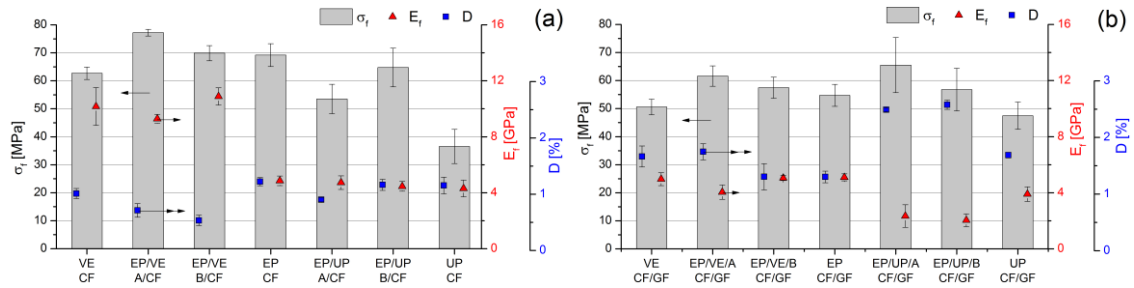 σf Ef D (a)
80 16
70
60 12 3
50
40 8 2
30
20 4 1
10
0 0 0
σf [MPa]
Ef [GPa]
D [%]
VE EP/VE EP/VE EP EP/UP EP/UP UP
CF A/CF B/CF CF A/CF B/CF CF
σf Ef D (b)
80 16
70
60 12 3
50
40 8 2
30
20 4 1
10
0 0 0
σf [MPa]
Ef [GPa]
D [%]
VE EP/VE/A EP/VE/B EP EP/UP/A EP/UP/B UP
CF/GF CF/GF CF/GF CF/GF CF/GF CF/GF CF/GF